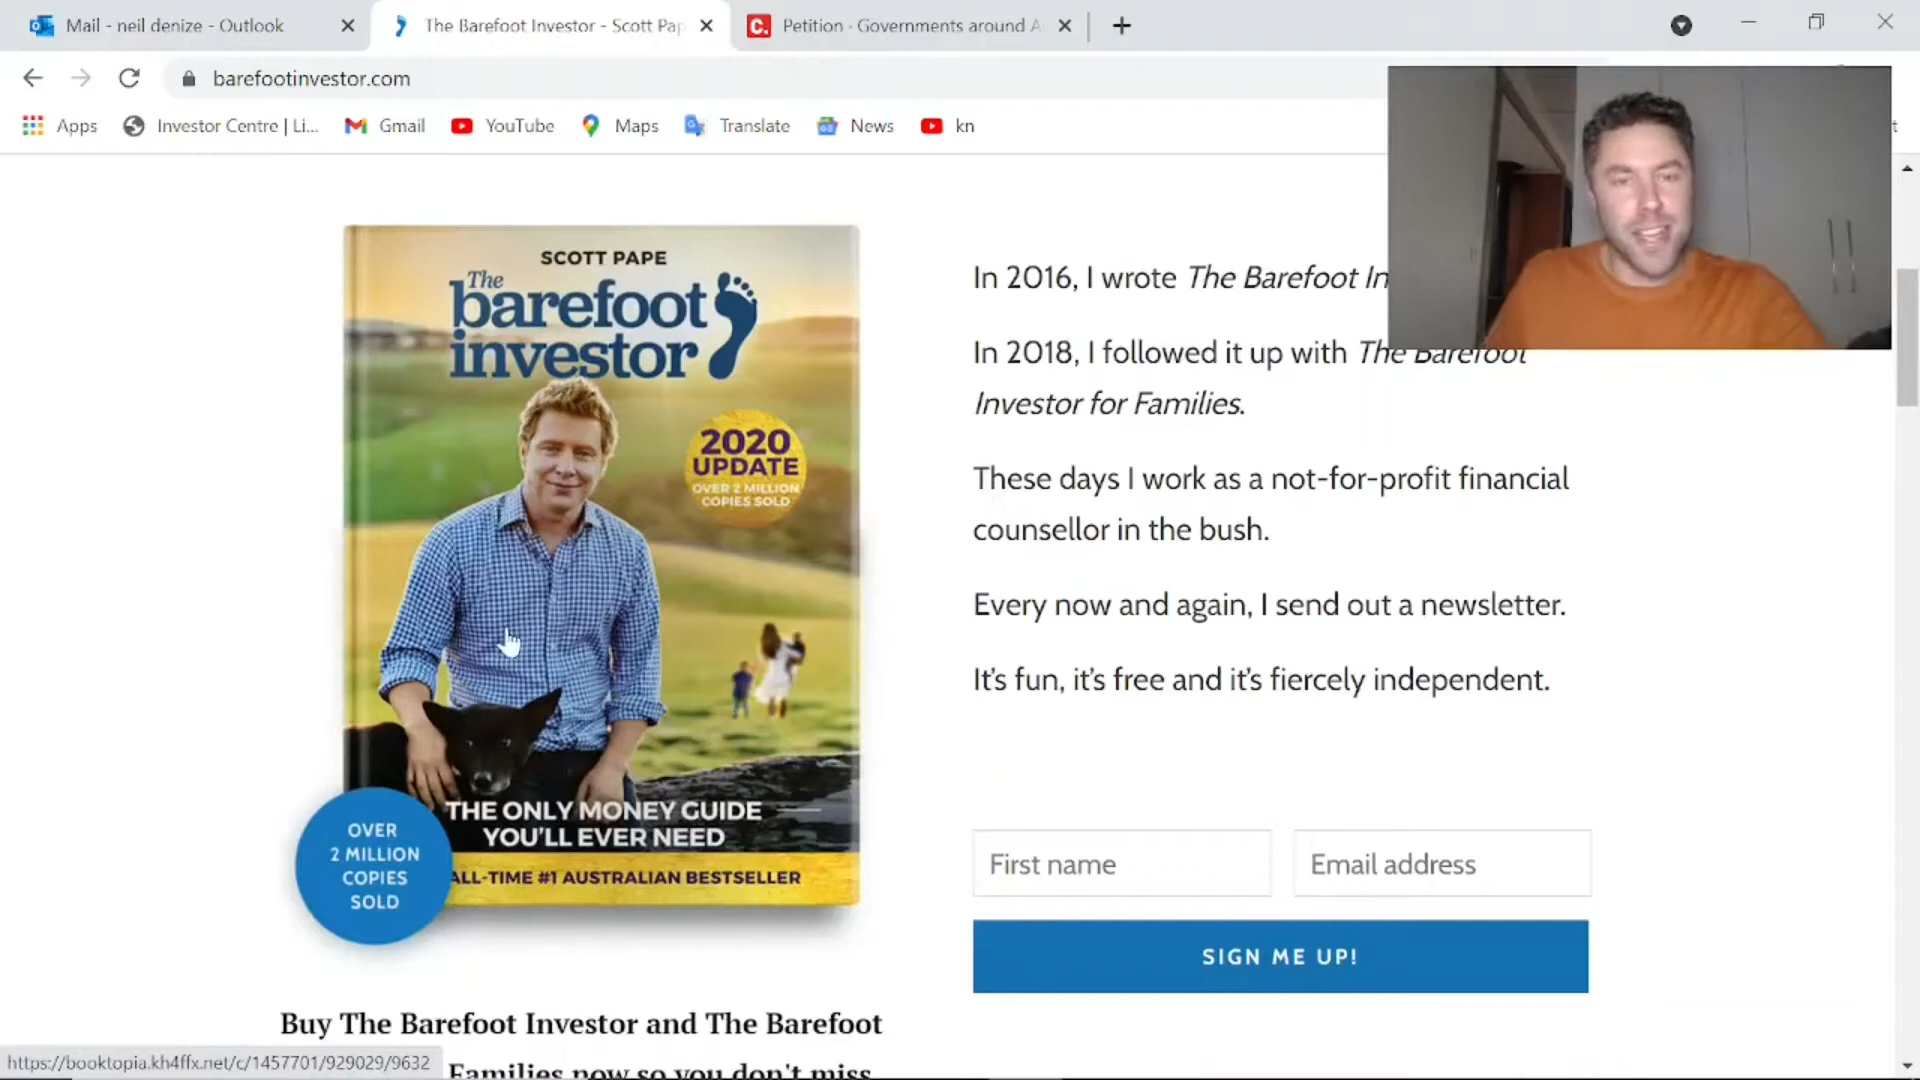 Mail - neil denize - Outlook
The Barefoot Investor - Scott Pap
Petition · Governments around A
barefootinvestor.com
Apps
Investor Centre | Li...
Gmail
YouTube
Maps
Translate
News
kn
SCOTT PAPE
The
barefoot
investor
2020
UPDATE
OVER 2 MILLION
COPIES SOLD
THE ONLY MONEY GUIDE
YOU'LL EVER NEED
ALL-TIME #1 AUSTRALIAN BESTSELLER
OVER
2 MILLION
COPIES
SOLD
Buy The Barefoot Investor and The Barefoot
Families now so you don't miss
In 2016, I wrote The Barefoot In
In 2018, I followed it up with The Barefoot
Investor for Families.
These days I work as a not-for-profit financial
counsellor in the bush.
Every now and again, I send out a newsletter.
It's fun, it's free and it's fiercely independent.
First name
Email address
SIGN ME UP!
https://booktopia.kh4ffx.net/c/1457701/929029/9632